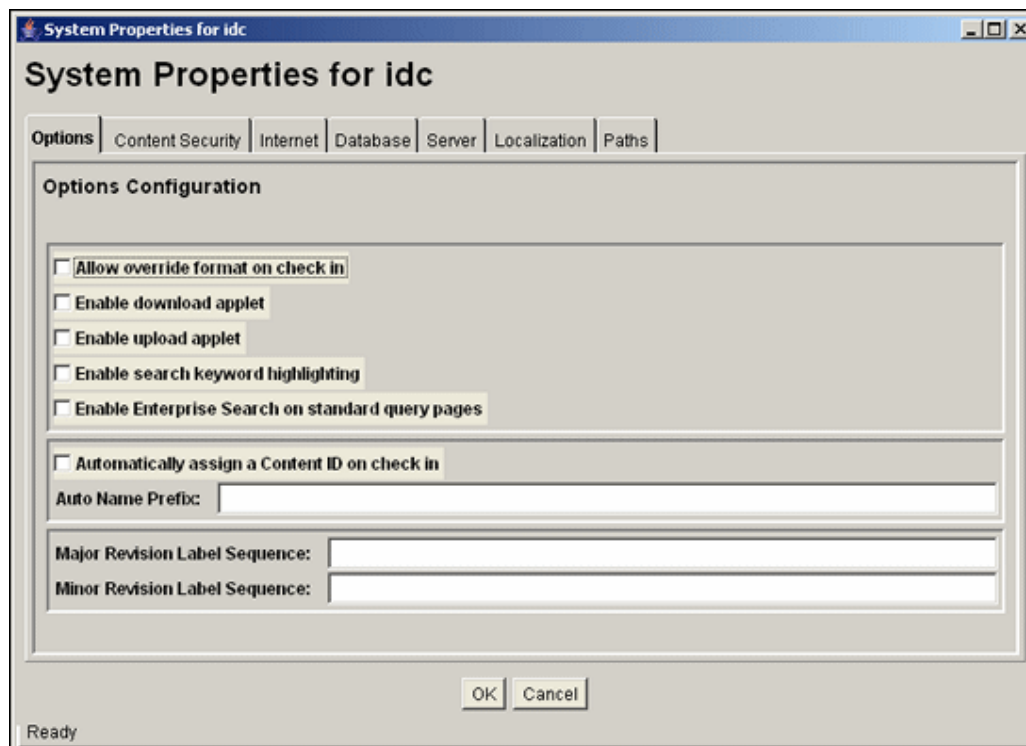 System Properties for idc
System Properties for idc
Options Content Security Internet Database Server Localization Paths
Options Configuration
Allow override format on check in
Enable download applet
Enable upload applet
Enable search keyword highlighting
Enable Enterprise Search on standard query pages
Automatically assign a Content ID on check in
Auto Name Prefix:
Major Revision Label Sequence:
Minor Revision Label Sequence:
OK Cancel
Ready